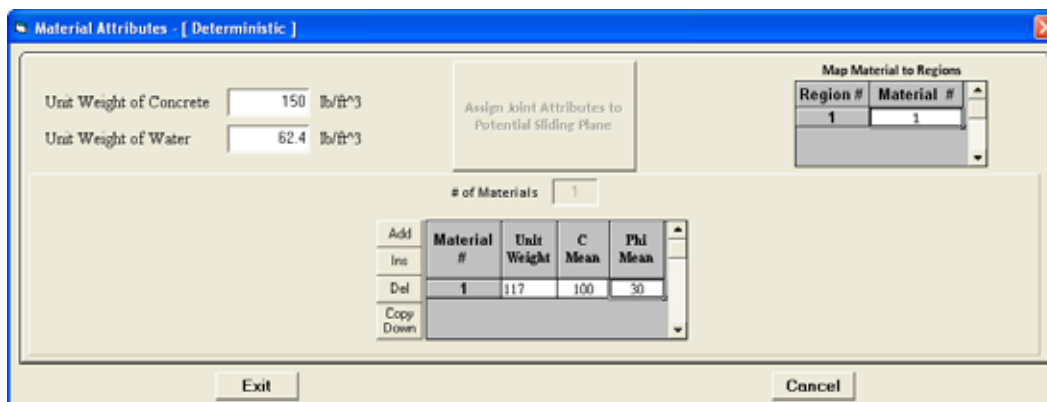 Material Attributes - [ Deterministic ]
Unit Weight of Concrete 150 lb/ft^3
Unit Weight of Water 62.4 lb/ft^3
Assign Joint Attributes to
Potential Sliding Plane
Map Material to Regions
Region # Material #
1 1
# of Materials 1
Add
Ins
Del
Copy
Down
Material # Unit Weight C Mean Phi Mean
1 117 100 30
Exit Cancel